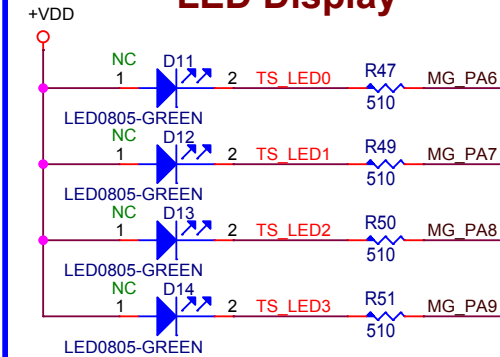 LED Display
+VDD
NC D11 R47
1 2 TS_LED0 MG_PA6
LED0805-GREEN 510
NC D12 R49
1 2 TS_LED1 MG_PA7
LED0805-GREEN 510
NC D13 R50
1 2 TS_LED2 MG_PA8
LED0805-GREEN 510
NC D14 R51
1 2 TS_LED3 MG_PA9
LED0805-GREEN 510